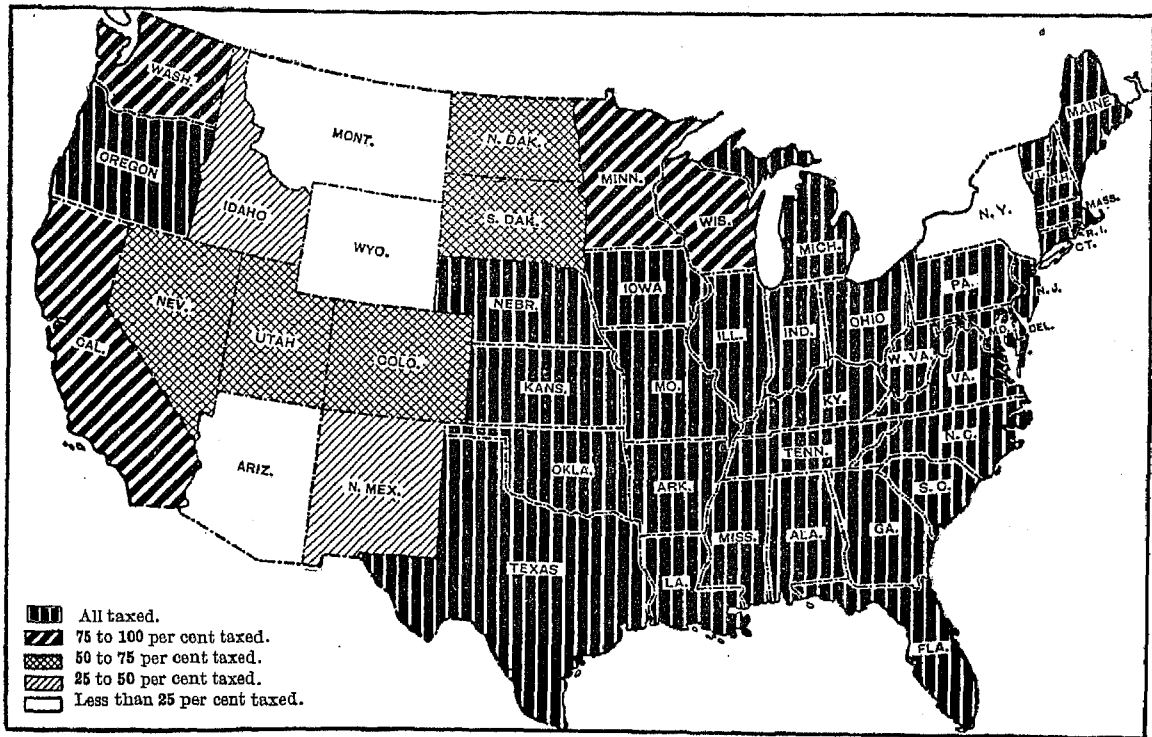 WASH.
MONT.
N. DAK.
MINN.
MAINE
OREGON
IDAHO
S. DAK.
WIS.
VT.
N.H.
MASS.
N.Y.
R.I.
CT.
WYO.
MICH.
NEBR.
IOWA
PA.
N.J.
NEV.
UTAH
COLO.
ILL.
IND.
OHIO
MD.
DEL.
CAL.
W. VA.
VA.
KANS.
MO.
KY.
N.C.
ARIZ.
N. MEX.
OKLA.
ARK.
TENN.
S.C.
TEXAS
LA.
MISS.
ALA.
GA.
FLA.
All taxed.
75 to 100 per cent taxed.
50 to 75 per cent taxed.
25 to 50 per cent taxed.
Less than 25 per cent taxed.